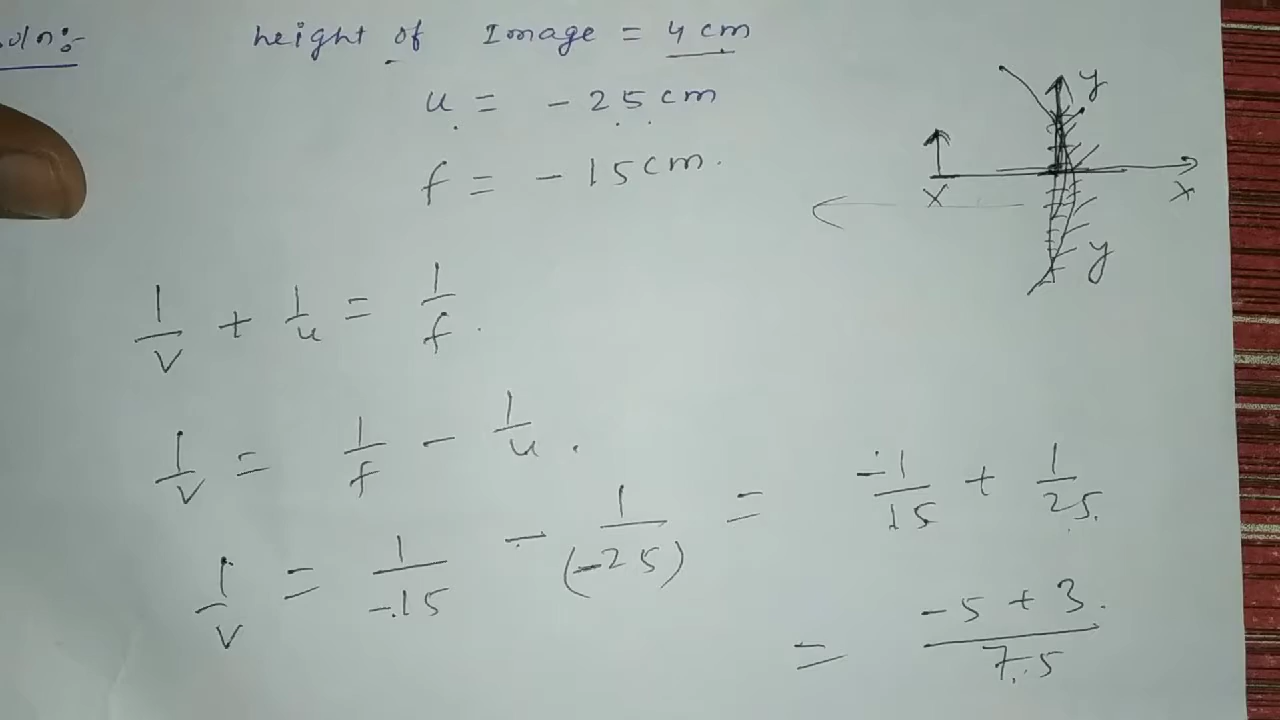 oln:-
height of Image = 4 cm
u = - 25 cm
f = - 15 cm.
y
x x
y
1/v + 1/u = 1/f.
1/v = 1/f - 1/u.
1/v = 1/-15 - 1/(-25) = -1/15 + 1/25.
= -5 + 3./75